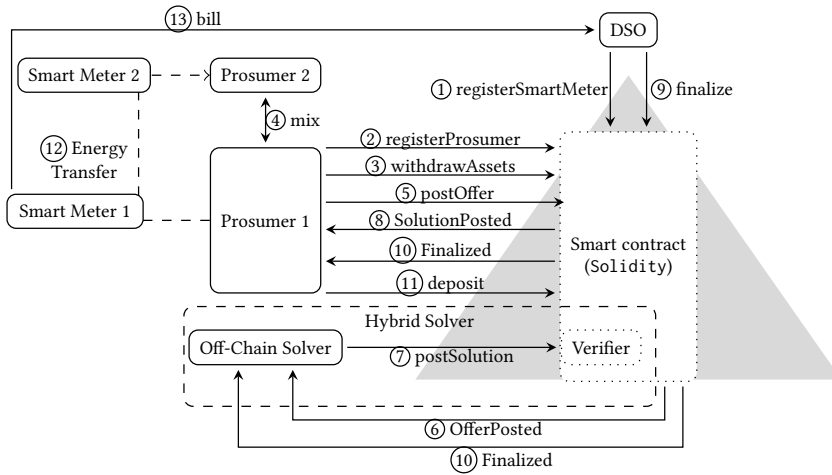 ⑬ bill
DSO
Smart Meter 2
Prosumer 2
① registerSmartMeter
⑨ finalize
④ mix
② registerProsumer
⑫ Energy
Transfer
③ withdrawAssets
⑤ postOffer
Smart Meter 1
Prosumer 1
⑧ SolutionPosted
⑩ Finalized
Smart contract
(Solidity)
⑪ deposit
Hybrid Solver
Off-Chain Solver
⑦ postSolution
Verifier
⑥ OfferPosted
⑩ Finalized